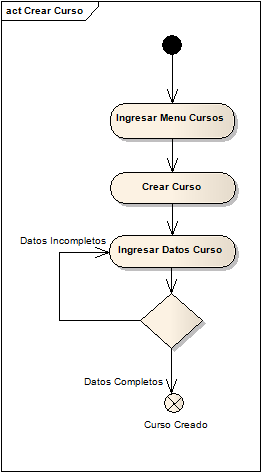 act Crear Curso
Ingresar Menu Cursos
Crear Curso
Datos Incompletos
Ingresar Datos Curso
Datos Completos
Curso Creado